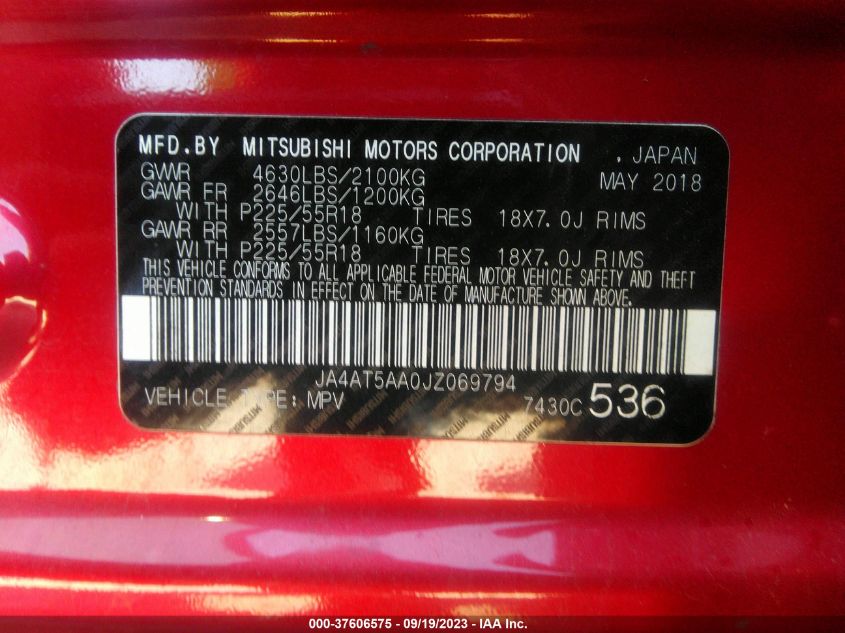 MFD.BY MITSUBISHI MOTORS CORPORATION . JAPAN
GVWR 4630LBS/2100KG MAY 2018
GAWR FR 2646LBS/1200KG
WITH P225/55R18 TIRES 18X7.0J RIMS
GAWR RR 2557LBS/1160KG
WITH P225/55R18 TIRES 18X7.0J RIMS
THIS VEHICLE CONFORMS TO ALL APPLICABLE FEDERAL MOTOR VEHICLE SAFETY AND THEFT
PREVENTION STANDARDS IN EFFECT ON THE DATE OF MANUFACTURE SHOWN ABOVE.
JA4AT5AA0JZ069794
VEHICLE TYPE: MPV 7430C 536
000-37606575 - 09/19/2023 - IAA Inc.